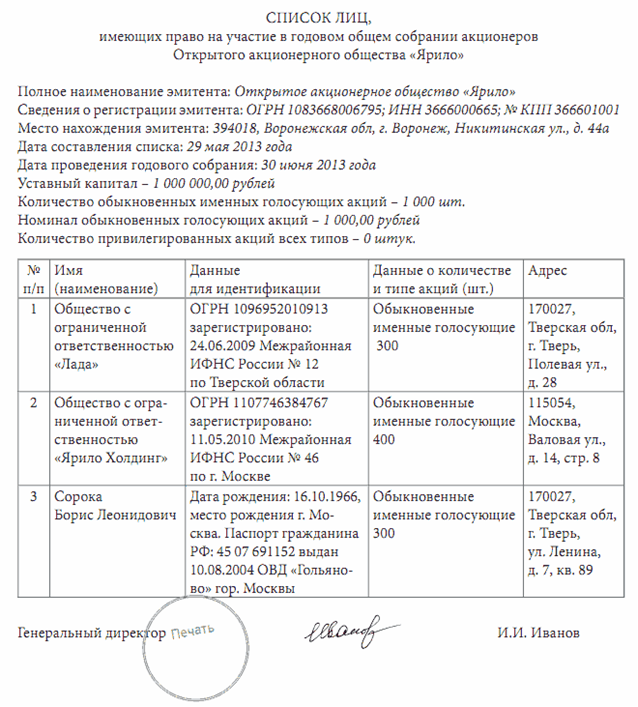 СПИСОК ЛИЦ,
имеющих право на участие в годовом общем собрании акционеров
Открытого акционерного общества «Ярило»
Полное наименование эмитента: Открытое акционерное общество «Ярило»
Сведения о регистрации эмитента: ОГРН 1083668006795; ИНН 3666000665; № КПП 366601001
Место нахождения эмитента: 394018, Воронежская обл, г. Воронеж, Никитинская ул., д. 44а
Дата составления списка: 29 мая 2013 года
Дата проведения годового собрания: 30 июня 2013 года
Уставный капитал – 1 000 000,00 рублей
Количество обыкновенных именных голосующих акций – 1 000 шт.
Номинал обыкновенных голосующих акций – 1 000,00 рублей
Количество привилегированных акций всех типов – 0 штук.
№
п/п
Имя
(наименование)
Данные
для идентификации
Данные о количестве
и типе акций (шт.)
Адрес
1
Общество с
ограниченной
ответственностью
«Лада»
ОГРН 1096952010913
зарегистрировано:
24.06.2009 Межрайонная
ИФНС России № 12
по Тверской области
Обыкновенные
именные голосующие
300
170027,
Тверская обл,
г. Тверь,
Полевая ул.,
д. 28
2
Общество с огра-
ниченной ответ-
ственностью
«Ярило Холдинг»
ОГРН 1107746384767
зарегистрировано:
11.05.2010 Межрайонная
ИФНС России № 46
по г. Москве
Обыкновенные
именные голосующие
400
115054,
Москва,
Валовая ул.,
д. 14, стр. 8
3
Сорока
Борис Леонидович
Дата рождения: 16.10.1966,
место рождения г. Мо-
сква. Паспорт гражданина
РФ: 45 07 691152 выдан
10.08.2004 ОВД «Гольяно-
во» гор. Москвы
Обыкновенные
именные голосующие
300
170027,
Тверская обл,
г. Тверь,
ул. Ленина,
д. 7, кв. 89
Генеральный директор
Печать
Иванов
И.И. Иванов